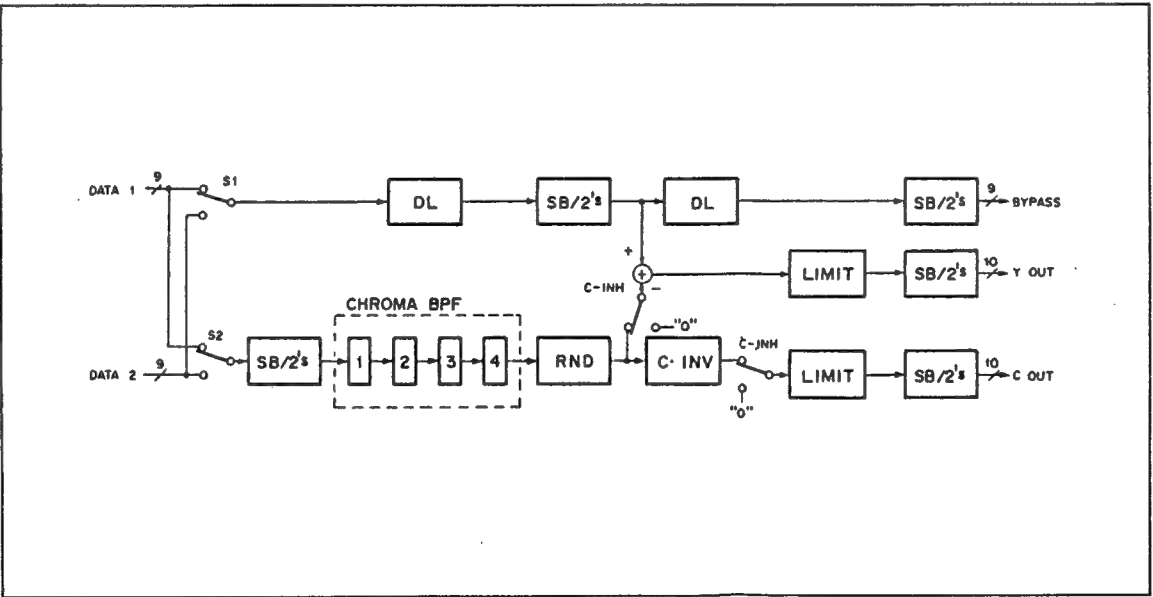 9
DATA 1
S1
DL
SB/2's
DL
SB/2's
9
BYPASS
+
+
C-INH
−
LIMIT
SB/2's
10
Y OUT
CHROMA BPF
"0"
S2
9
DATA 2
SB/2's
1
2
3
4
RND
C· INV
C-INH
"0"
LIMIT
SB/2's
10
C OUT